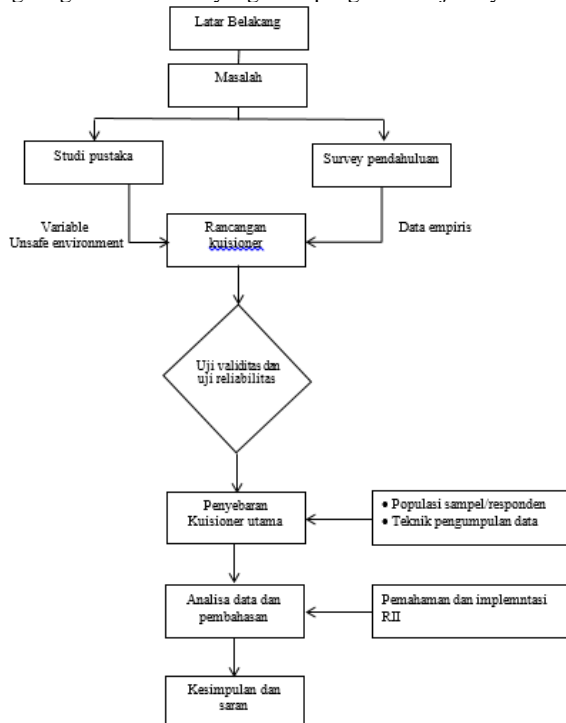 Latar Belakang
Masalah
Studi pustaka
Survey pendahuluan
Variable
Unsafe environment
Rancangan
kuisioner
Data empiris
Uji validitas dan
uji reliabilitas
Penyebaran
Kuisioner utama
• Populasi sampel/responden
• Teknik pengumpulan data
Analisa data dan
pembahasan
Pemahaman dan implemntasi
RII
Kesimpulan dan
saran